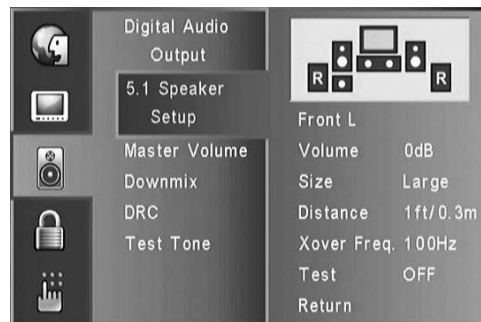 Digital Audio
Output
5.1 Speaker
Setup
Master Volume
Downmix
DRC
Test Tone
R
R
Front L
Volume 0dB
Size Large
Distance 1ft/0.3m
Xover Freq. 100Hz
Test OFF
Return